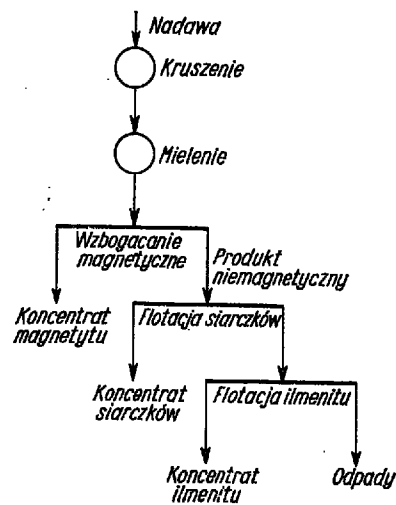 Nadawa
Kruszenie
Mielenie
Wzbogacanie
magnetyczne
Produkt
niemagnetyczny
Koncentrat
magnetytu
Flotacja siarczków
Koncentrat
siarczków
Flotacja ilmenitu
Koncentrat
ilmenitu
Odpady